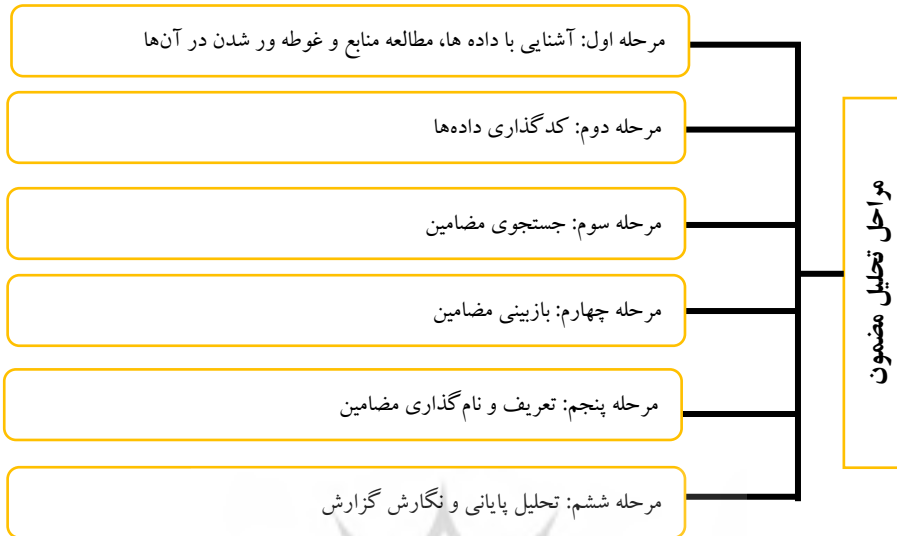 مراحل تحلیل مضمون
مرحله اول: آشنایی با داده ها، مطالعه منابع و غوطه ور شدن در آن‌ها
مرحله دوم: کدگذاری داده‌ها
مرحله سوم: جستجوی مضامین
مرحله چهارم: بازبینی مضامین
مرحله پنجم: تعریف و نام‌گذاری مضامین
مرحله ششم: تحلیل پایانی و نگارش گزارش